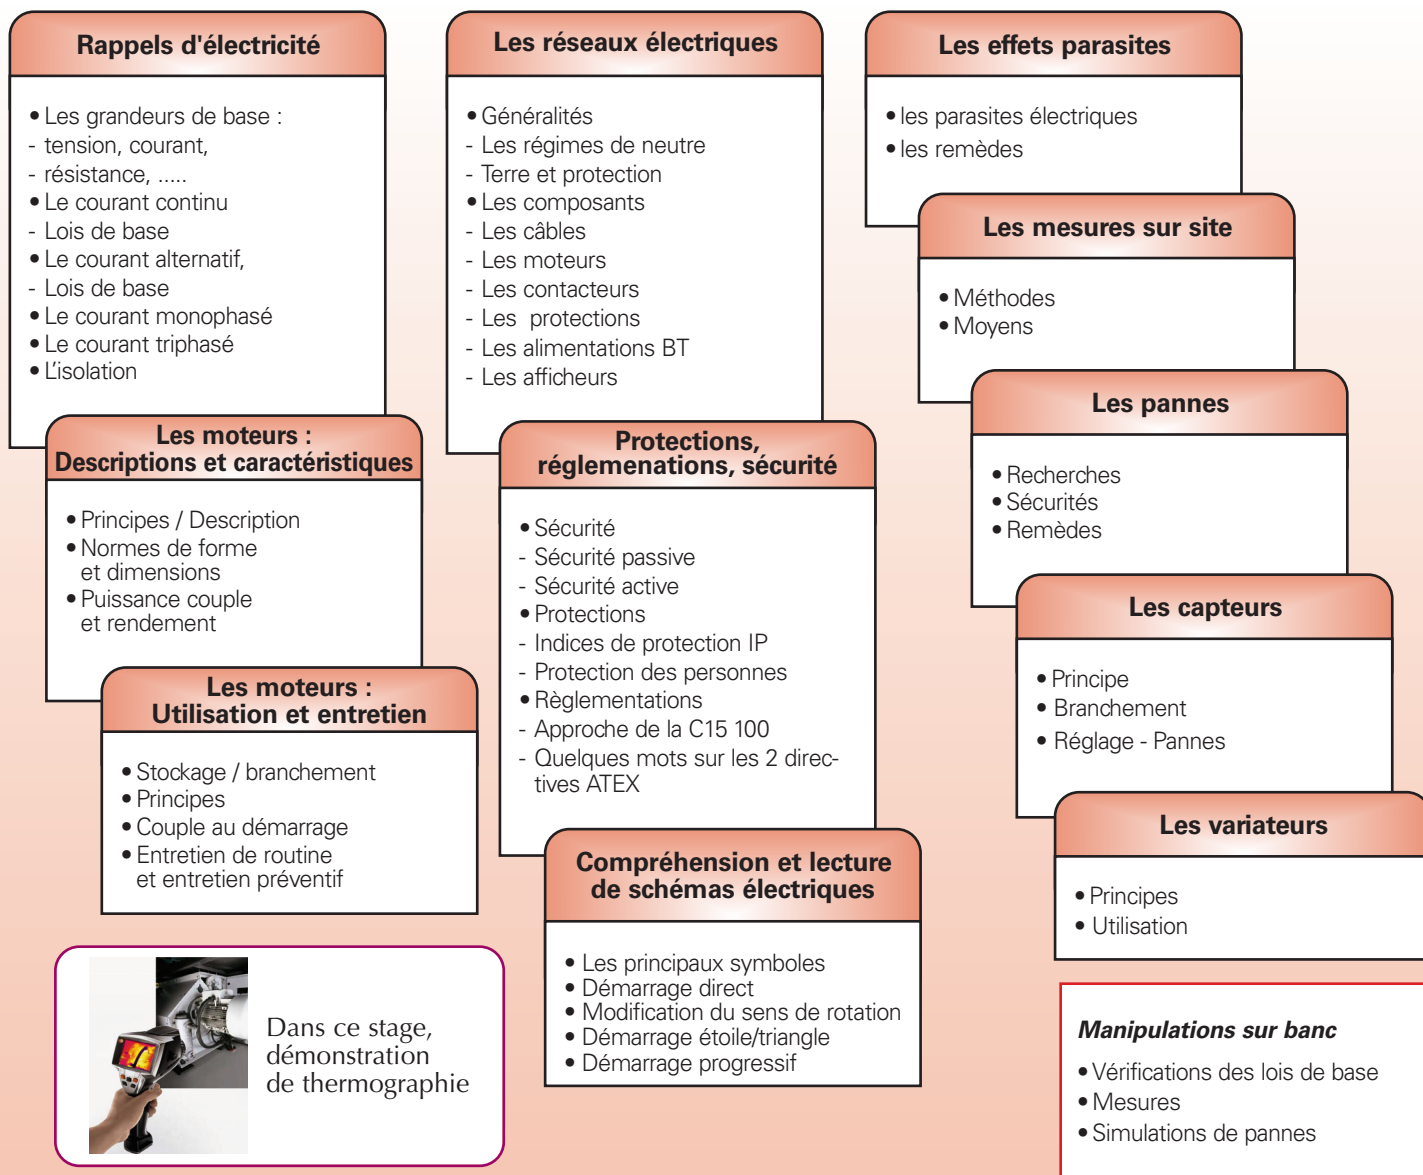 Rappels d'électricité
• Les grandeurs de base :
- tension, courant,
- résistance, .....
• Le courant continu
- Lois de base
• Le courant alternatif,
- Lois de base
• Le courant monophasé
• Le courant triphasé
• L'isolation
Les moteurs :
Descriptions et caractéristiques
• Principes / Description
• Normes de forme
et dimensions
• Puissance couple
et rendement
Les moteurs :
Utilisation et entretien
• Stockage / branchement
• Principes
• Couple au démarrage
• Entretien de routine
et entretien préventif
Dans ce stage,
démonstration
de thermographie
Les réseaux électriques
• Généralités
- Les régimes de neutre
- Terre et protection
• Les composants
- Les câbles
- Les moteurs
- Les contacteurs
- Les protections
- Les alimentations BT
- Les afficheurs
Protections,
réglemenations, sécurité
• Sécurité
- Sécurité passive
- Sécurité active
• Protections
- Indices de protection IP
- Protection des personnes
• Règlementations
- Approche de la C15 100
- Quelques mots sur les 2 direc-
tives ATEX
Compréhension et lecture
de schémas électriques
• Les principaux symboles
• Démarrage direct
• Modification du sens de rotation
• Démarrage étoile/triangle
• Démarrage progressif
Les effets parasites
• les parasites électriques
• les remèdes
Les mesures sur site
• Méthodes
• Moyens
Les pannes
• Recherches
• Sécurités
• Remèdes
Les capteurs
• Principe
• Branchement
• Réglage - Pannes
Les variateurs
• Principes
• Utilisation
Manipulations sur banc
• Vérifications des lois de base
• Mesures
• Simulations de pannes